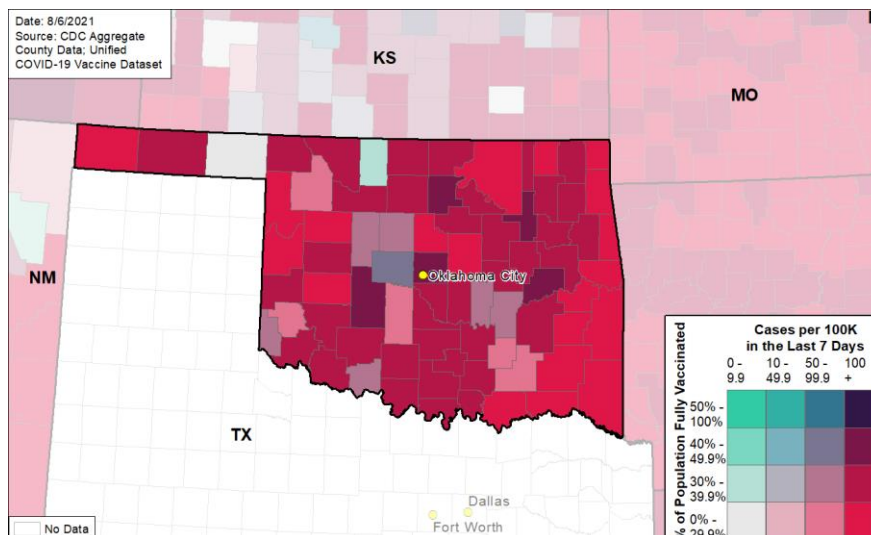 Date: 8/6/2021
Source: CDC Aggregate
County Data; Unified
COVID-19 Vaccine Dataset
KS
MO
NM
Oklahoma City
TX
Dallas
Fort Worth
No Data
Cases per 100K
in the Last 7 Days
0 - 10 - 50 - 100
9.9 49.9 99.9 +
% of Population Fully Vaccinated
50% -
100%
40% -
49.9%
30% -
39.9%
0% -
29.9%